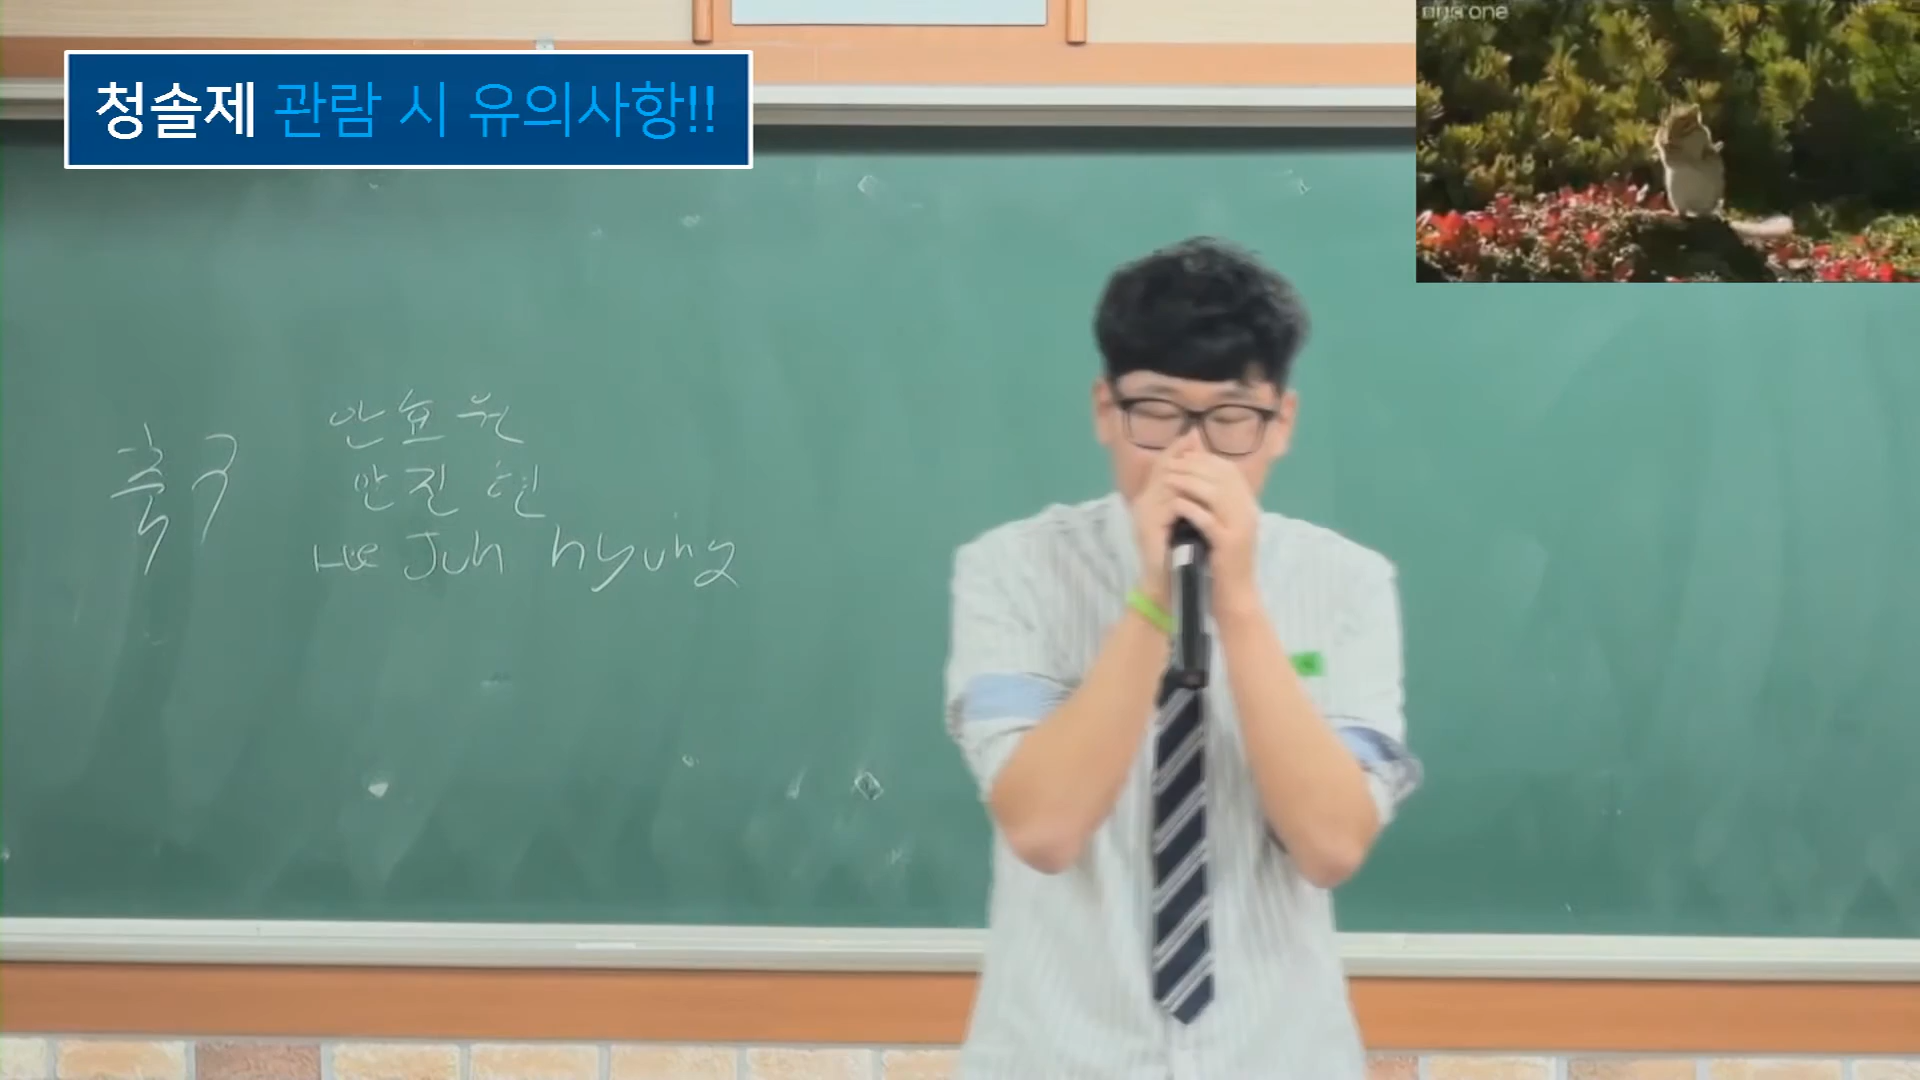 청솔제 관람 시 유의사항!!
BBC one
축구
안효원
안진현
Hee Jun hyung